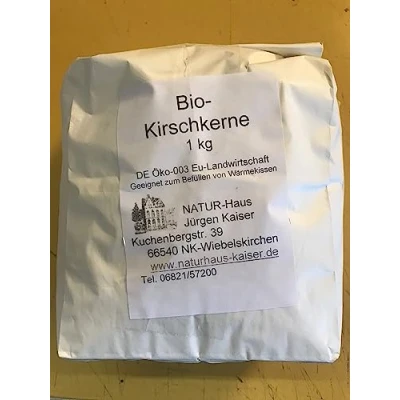 Bio-
Kirschkerne
1 kg
DE Öko-003 Eu-Landwirtschaft
Geeignet zum Befüllen von Wärmekissen
NATUR-Haus
Jürgen Kaiser
Kuchenbergstr. 39
66540 NK-Wiebelskirchen
www.naturhaus-kaiser.de
Tel. 06821/57200